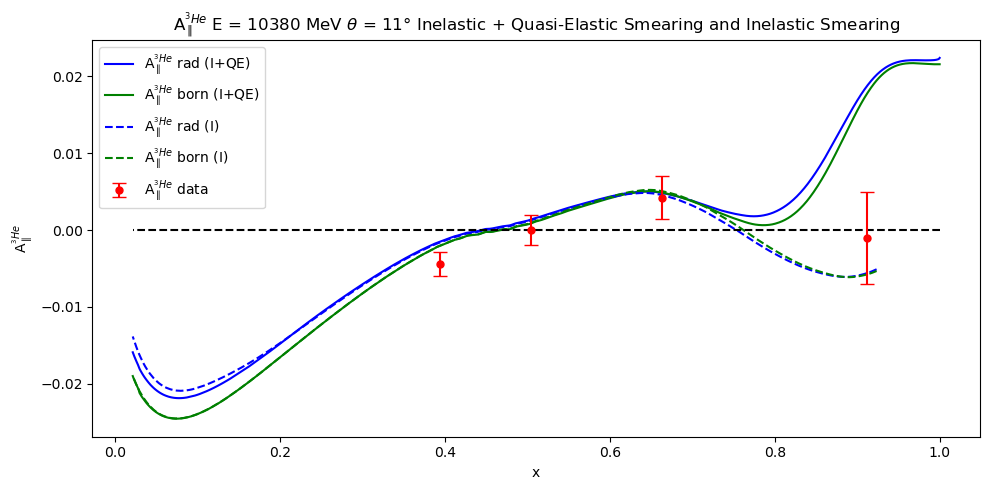 A∥³ᴴᵉ E = 10380 MeV θ = 11° Inelastic + Quasi-Elastic Smearing and Inelastic Smearing
A∥³ᴴᵉ rad (I+QE)
A∥³ᴴᵉ born (I+QE)
A∥³ᴴᵉ rad (I)
A∥³ᴴᵉ born (I)
A∥³ᴴᵉ data
A∥³ᴴᵉ
0.02
0.01
0.00
−0.01
−0.02
0.0 0.2 0.4 0.6 0.8 1.0
x